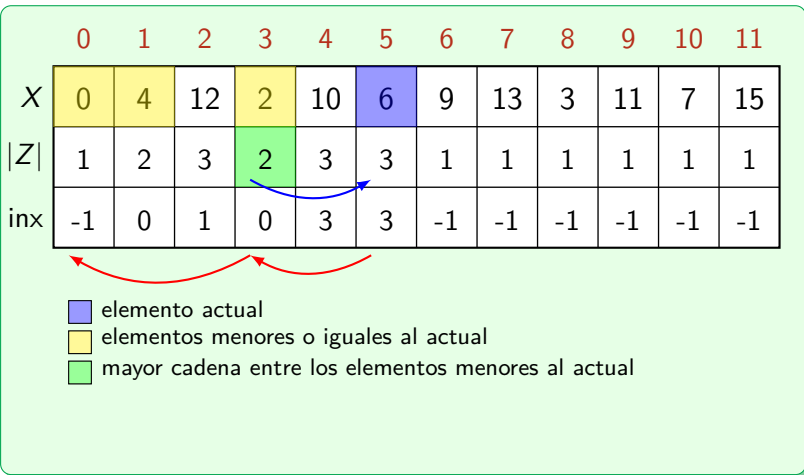 0 1 2 3 4 5 6 7 8 9 10 11
X 0 4 12 2 10 6 9 13 3 11 7 15
|Z| 1 2 3 2 3 3 1 1 1 1 1 1
inx -1 0 1 0 3 3 -1 -1 -1 -1 -1 -1
elemento actual
elementos menores o iguales al actual
mayor cadena entre los elementos menores al actual